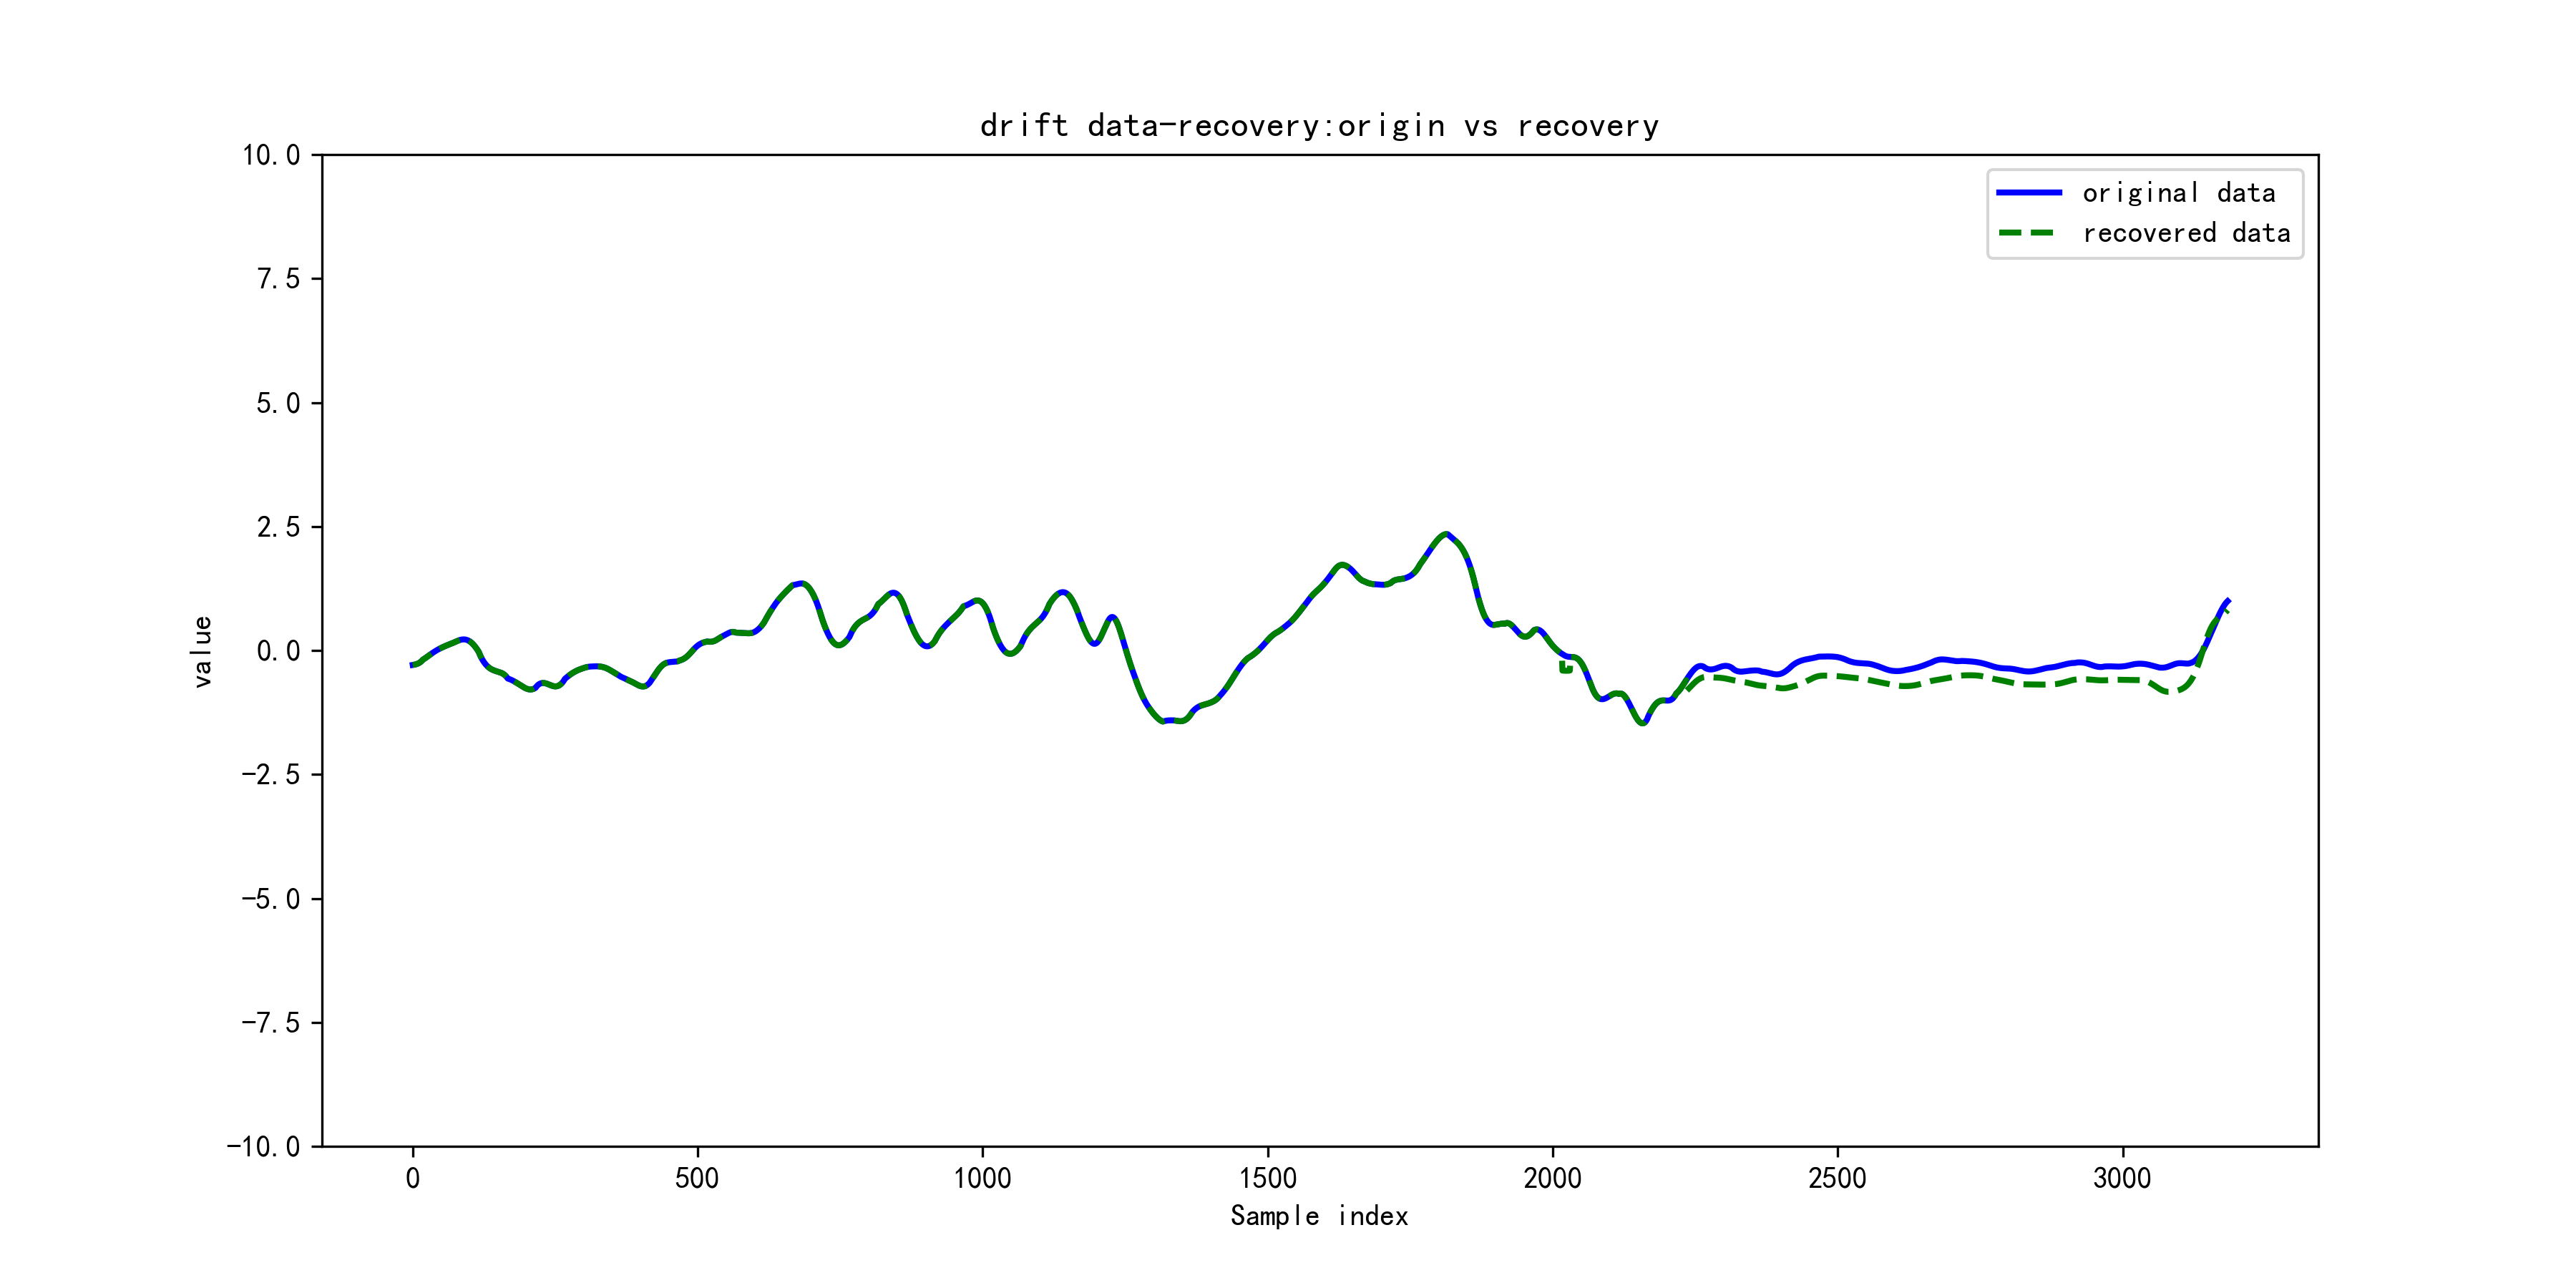 drift data-recovery:origin vs recovery
10.0
7.5
5.0
2.5
0.0
-2.5
-5.0
-7.5
-10.0
value
original data
recovered data
0 500 1000 1500 2000 2500 3000
Sample index